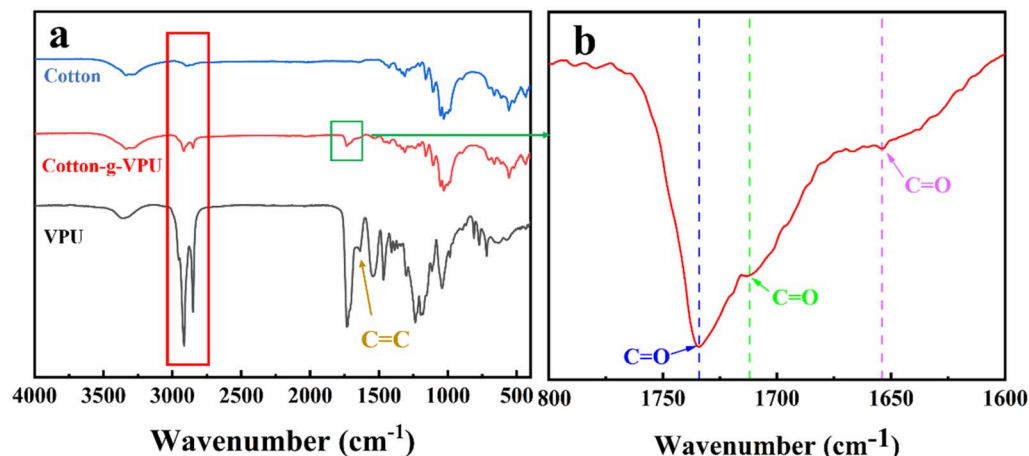 a
Cotton
Cotton-g-VPU
VPU
C=C
4000 3500 3000 2500 2000 1500 1000 500
Wavenumber (cm-1)
b
C=O
C=O
C=O
800 1750 1700 1650 1600
Wavenumber (cm-1)